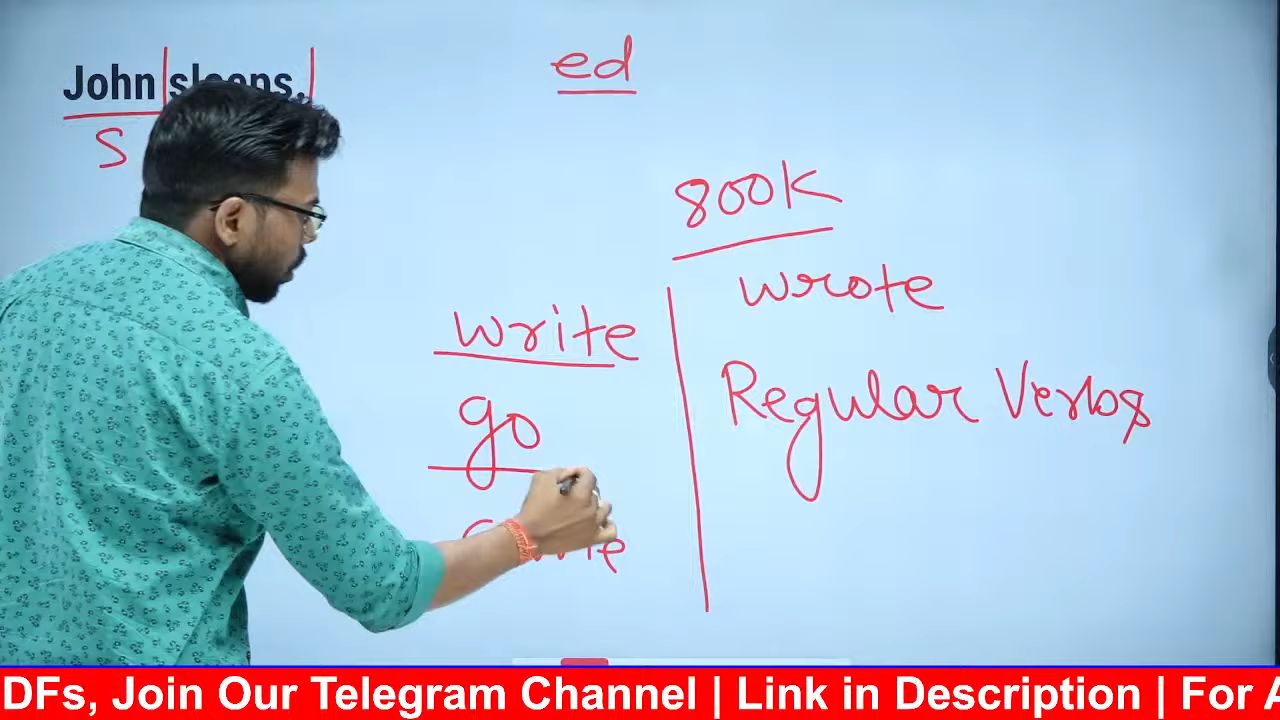 John sleeps.
S
ed
800K
wrote
write
Regular Verbs
go
DFs, Join Our Telegram Channel | Link in Description | For A